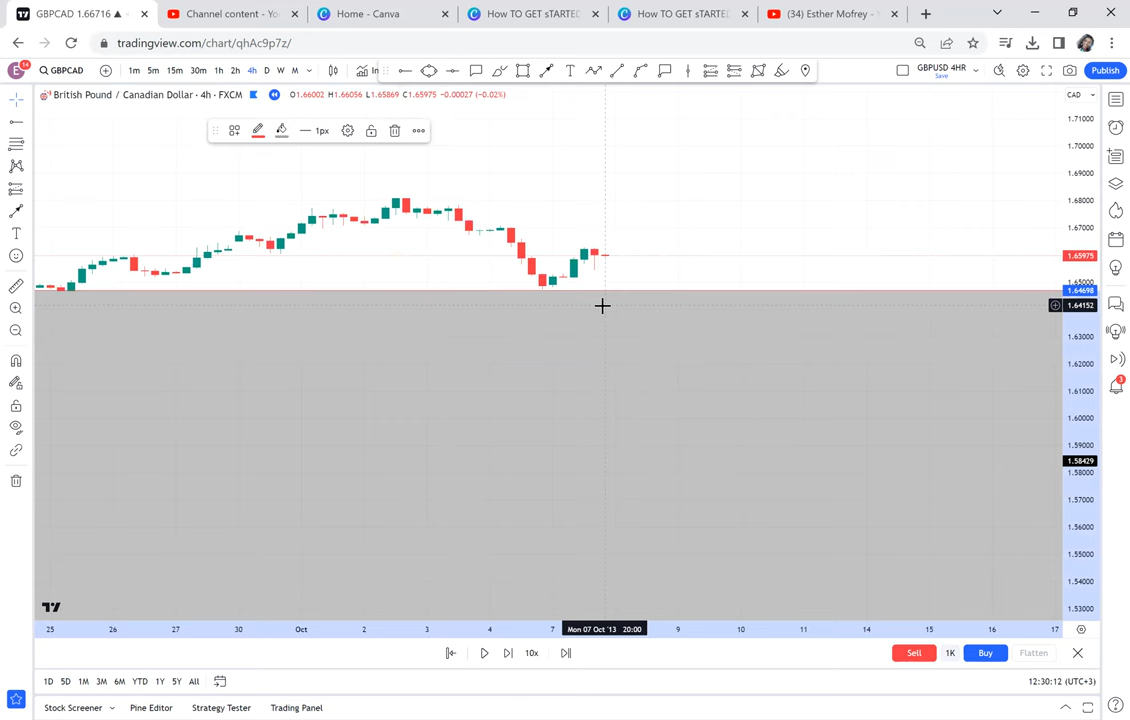 GBPCAD 1.66716 ▲
Channel content - Yo
Home - Canva
How TO GET sTARTED
How TO GET sTARTED
(34) Esther Mofrey - Y
tradingview.com/chart/qhAc9p7z/
E 14 GBPCAD 1m 5m 15m 30m 1h 2h 4h D W M In T GBPUSD 4HR Save Publish
British Pound / Canadian Dollar · 4h · FXCM O1.66002 H1.66056 L1.65869 C1.65975 -0.00027 (-0.02%)
CAD
1px
1.71000
1.70000
1.69000
1.68000
1.67000
1.65975
1.65000
1.64698
1.64152
1.63000
1.62000
1.61000
1.60000
1.59000
1.58429
1.58000
1.57000
1.56000
1.55000
1.54000
1.53000
3
25 26 27 30 Oct 2 3 4 7 Mon 07 Oct '13 20:00 9 10 11 14 15 16 17
10x Sell 1K Buy Flatten
1D 5D 1M 3M 6M YTD 1Y 5Y All 12:30:12 (UTC+3)
Stock Screener Pine Editor Strategy Tester Trading Panel